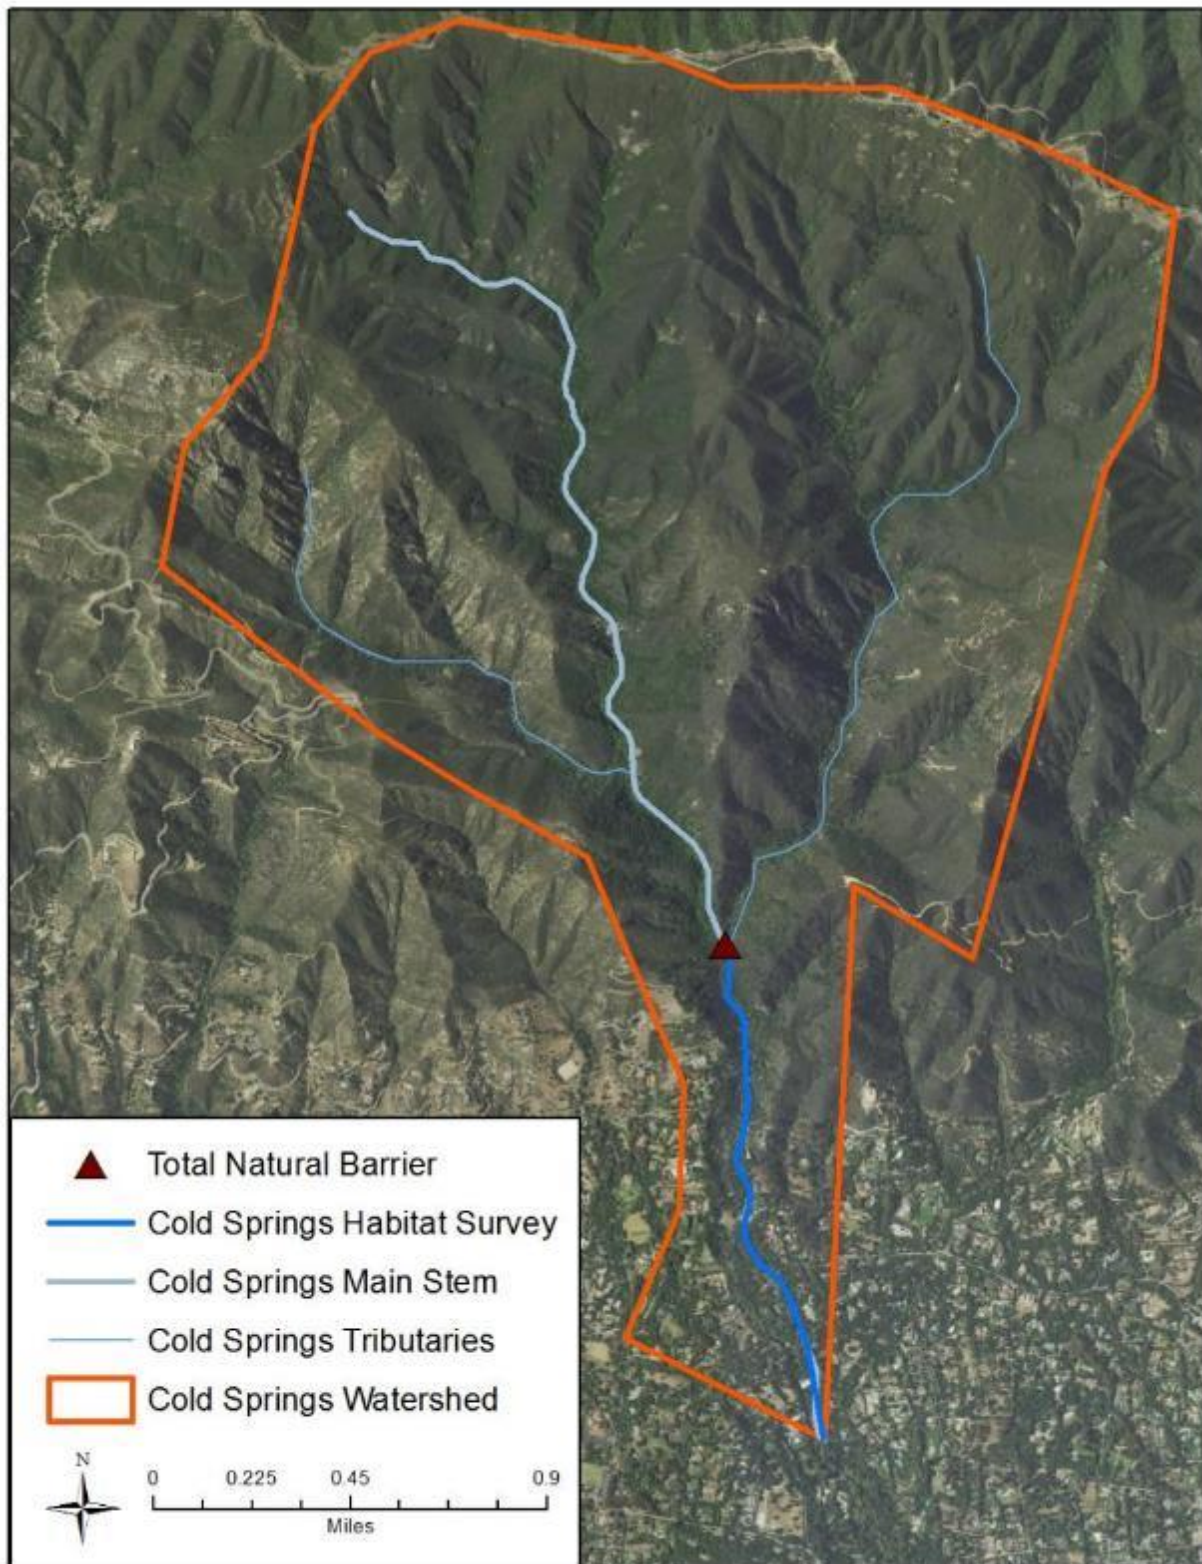 Total Natural Barrier
Cold Springs Habitat Survey
Cold Springs Main Stem
Cold Springs Tributaries
Cold Springs Watershed
N
0 0.225 0.45 0.9
Miles